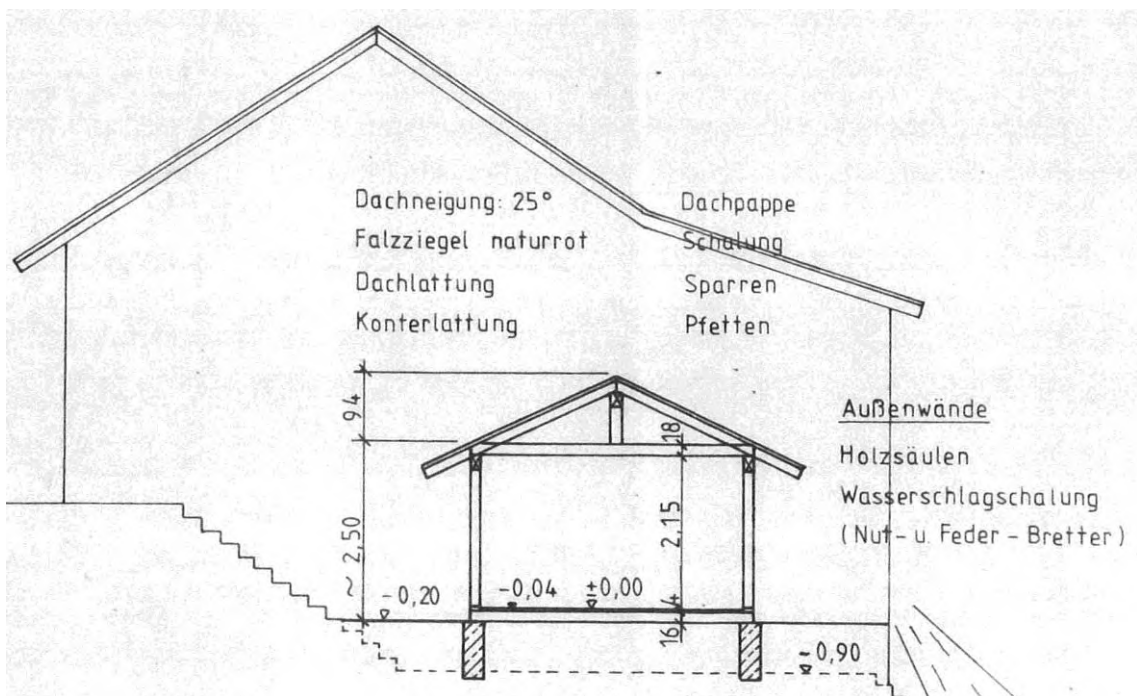 Dachneigung: 25°
Falzziegel naturrot
Dachlattung
Konterlattung
Dachpappe
Schalung
Sparren
Pfetten
94
18
Außenwände
Holzsäulen
Wasserschlagschalung
(Nut- u. Feder - Bretter)
~ 2,50
2,15
-0,20
-0,04
±0,00
4
16
-0,90